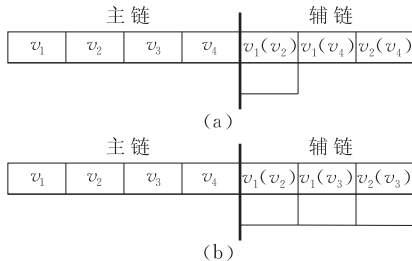 主链 辅链
v₁ v₂ v₃ v₄ v₁(v₂) v₁(v₄) v₂(v₄)
(a)
主链 辅链
v₁ v₂ v₃ v₄ v₁(v₂) v₁(v₃) v₂(v₃)
(b)